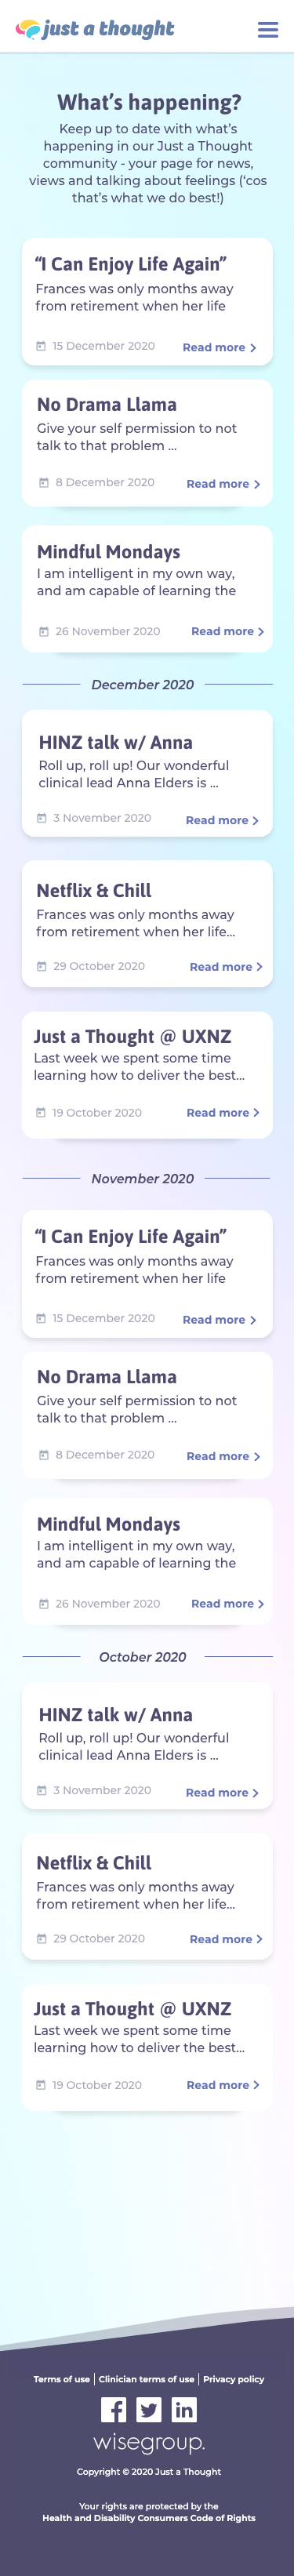 just a thought
What's happening?
Keep up to date with what's
happening in our Just a Thought
community - your page for news,
views and talking about feelings ('cos
that's what we do best!)
“I Can Enjoy Life Again”
Frances was only months away
from retirement when her life
15 December 2020 Read more
No Drama Llama
Give your self permission to not
talk to that problem ...
8 December 2020 Read more
Mindful Mondays
I am intelligent in my own way,
and am capable of learning the
26 November 2020 Read more
December 2020
HINZ talk w/ Anna
Roll up, roll up! Our wonderful
clinical lead Anna Elders is ...
3 November 2020 Read more
Netflix & Chill
Frances was only months away
from retirement when her life...
29 October 2020 Read more
Just a Thought @ UXNZ
Last week we spent some time
learning how to deliver the best...
19 October 2020 Read more
November 2020
“I Can Enjoy Life Again”
Frances was only months away
from retirement when her life
15 December 2020 Read more
No Drama Llama
Give your self permission to not
talk to that problem ...
8 December 2020 Read more
Mindful Mondays
I am intelligent in my own way,
and am capable of learning the
26 November 2020 Read more
October 2020
HINZ talk w/ Anna
Roll up, roll up! Our wonderful
clinical lead Anna Elders is ...
3 November 2020 Read more
Netflix & Chill
Frances was only months away
from retirement when her life...
29 October 2020 Read more
Just a Thought @ UXNZ
Last week we spent some time
learning how to deliver the best...
19 October 2020 Read more
Terms of use | Clinician terms of use | Privacy policy
wisegroup.
Copyright © 2020 Just a Thought
Your rights are protected by the
Health and Disability Consumers Code of Rights